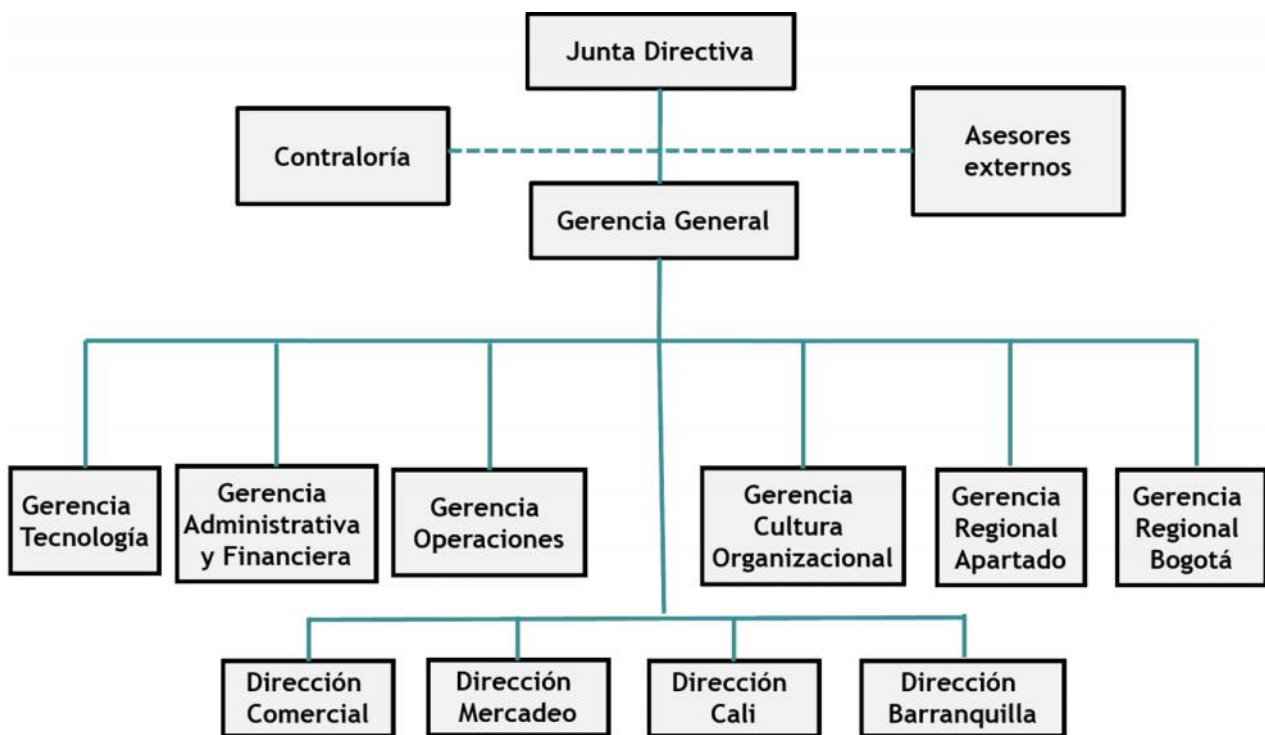 Junta Directiva
Contraloría
Asesores
externos
Gerencia General
Gerencia
Tecnología
Gerencia
Administrativa
y Financiera
Gerencia
Operaciones
Gerencia
Cultura
Organizacional
Gerencia
Regional
Apartado
Gerencia
Regional
Bogotá
Dirección
Comercial
Dirección
Mercadeo
Dirección
Cali
Dirección
Barranquilla